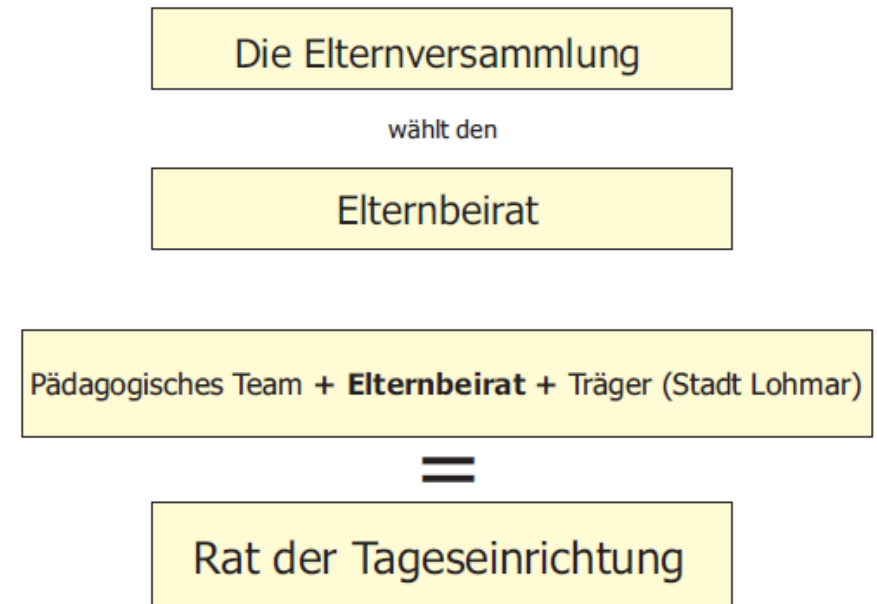 Die Elternversammlung
wählt den
Elternbeirat
Pädagogisches Team + Elternbeirat + Träger (Stadt Lohmar)
=
Rat der Tageseinrichtung